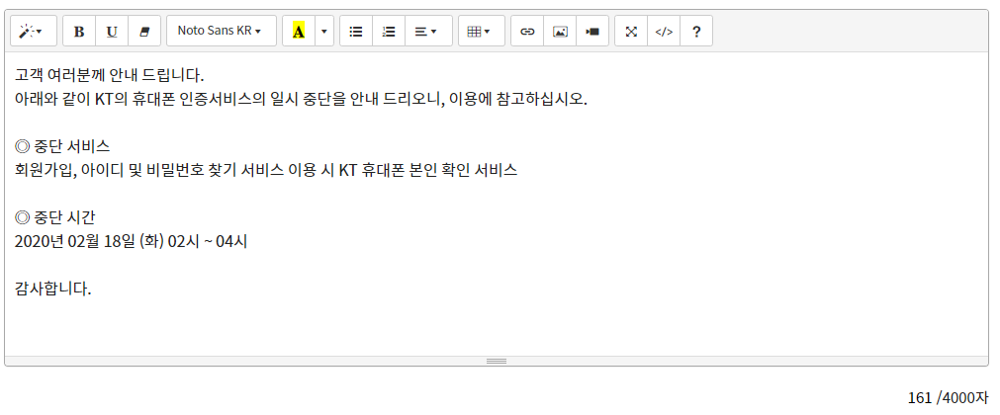 B U Noto Sans KR A </> ?
고객 여러분께 안내 드립니다.
아래와 같이 KT의 휴대폰 인증서비스의 일시 중단을 안내 드리오니, 이용에 참고하십시오.
◎ 중단 서비스
회원가입, 아이디 및 비밀번호 찾기 서비스 이용 시 KT 휴대폰 본인 확인 서비스
◎ 중단 시간
2020년 02월 18일 (화) 02시 ~ 04시
감사합니다.
161 /4000자